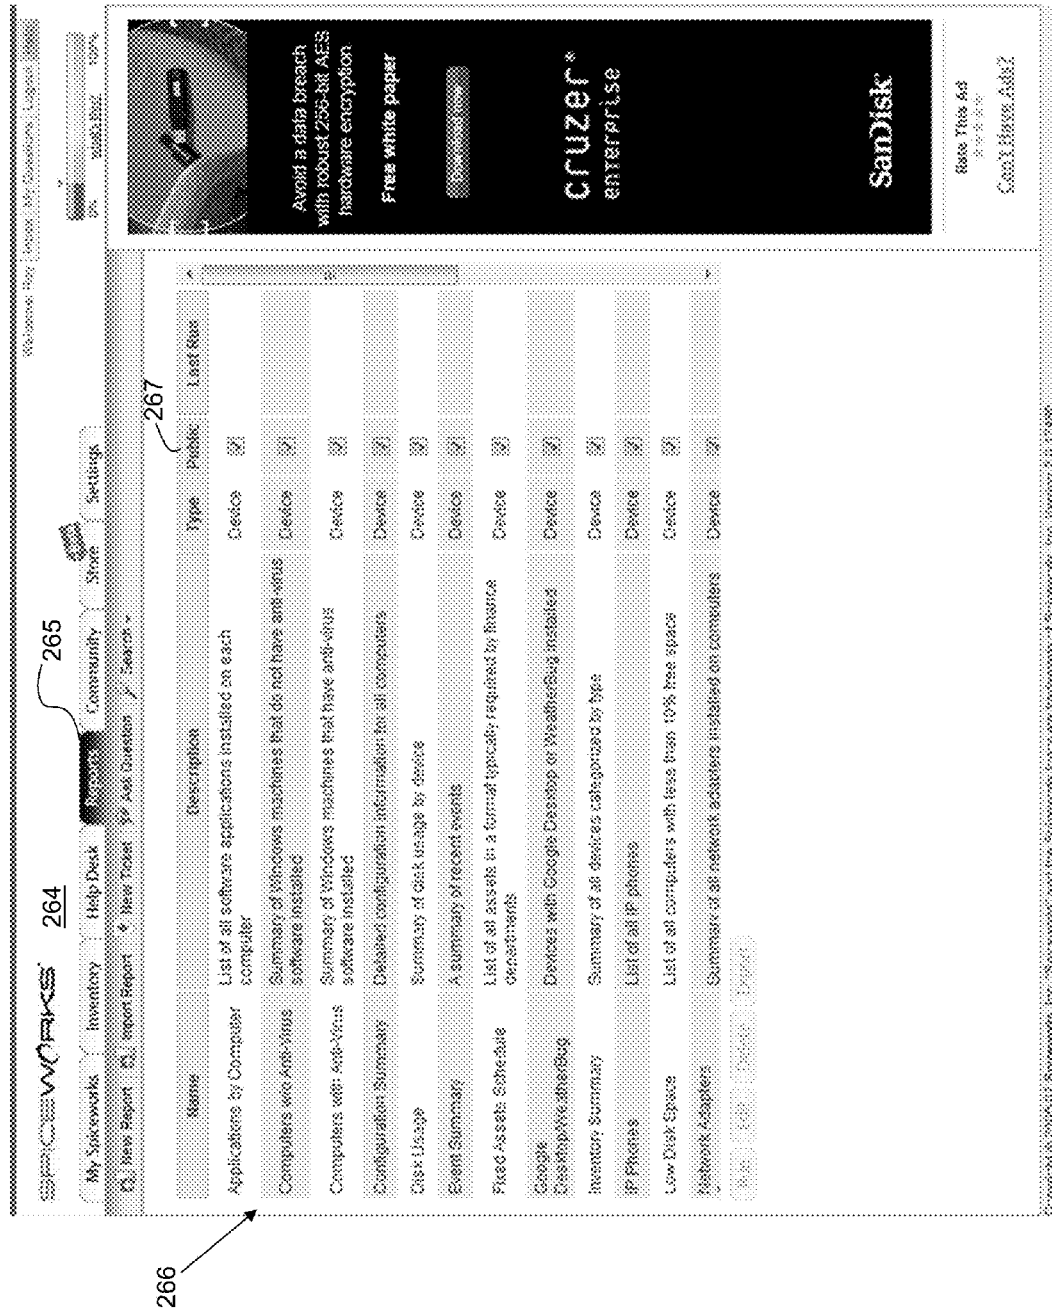 Welcome, Ray
SPICEWORKS
264
265
My Spiceworks
Inventory
Help Desk
Community
Store
Settings
New Report
Import Report
New Ticket
Ask Question
Search
267
266
Name Description Type Public Last Run
Applications by Computer List of all software applications installed on each Device
computer
Computers w/o Anti-Virus Summary of Windows machines that do not have anti-virus Device
software installed
Computers with Anti-Virus Summary of Windows machines that have anti-virus Device
software installed
Configuration Summary Detailed configuration information for all computers Device
Disk Usage Summary of disk usage by device Device
Event Summary A summary of recent events Device
Fixed Assets Schedule List of all assets in a format typically required by finance Device
departments
Google
Desktop/WeatherBug Devices with Google Desktop or WeatherBug installed Device
Inventory Summary Summary of all devices categorized by type Device
IP Phones List of all IP phones Device
Low Disk Space List of all computers with less than 10% free space Device
Network Adapters Summary of all network adapters installed on computers Device
Avoid a data breach
with robust 256-bit AES
hardware encryption
Free white paper
Download now
cruzer
enterprise
SanDisk
Rate This Ad
Can't Have Ads?